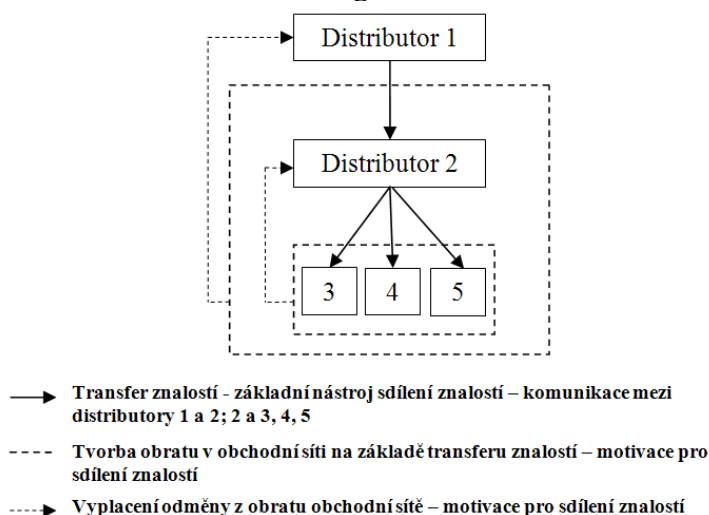 Distributor 1
Distributor 2
3 4 5
Transfer znalostí - základní nástroj sdílení znalostí – komunikace mezi
distributory 1 a 2; 2 a 3, 4, 5
Tvorba obratu v obchodní síti na základě transferu znalostí – motivace pro
sdílení znalostí
Vyplacení odměny z obratu obchodní sítě – motivace pro sdílení znalostí